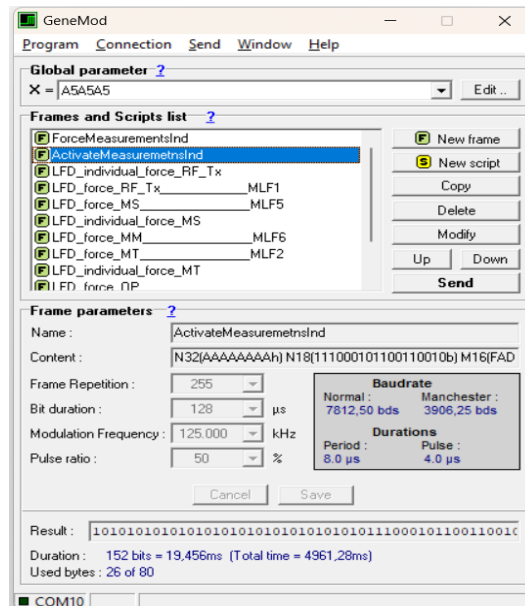 GeneMod
Program Connection Send Window Help
Global parameter ?
X = A5A5A5 Edit ..
Frames and Scripts list ?
F ForceMeasurementsInd
F ActivateMeasuremetnsInd
F LFD_individual_force_RF_Tx
F LFD_force_RF_Tx__________MLF1
F LFD_force_MS____________MLF5
F LFD_individual_force_MS
F LFD_force_MM____________MLF6
F LFD_force_MT____________MLF2
F LFD_individual_force_MT
F LFD_force_OP
F New frame
S New script
Copy
Delete
Modify
Up Down
Send
Frame parameters ?
Name : ActivateMeasuremetnsInd
Content : N32(AAAAAAAAh) N18(111000101100110010b) M16(FAD
Frame Repetition : 255
Bit duration : 128 µs
Modulation Frequency : 125.000 kHz
Pulse ratio : 50 %
Baudrate
Normal : Manchester :
7812,50 bds 3906,25 bds
Durations
Period : Pulse :
8.0 µs 4.0 µs
Cancel Save
Result : 10101010101010101010101010101010111000101100110010
Duration : 152 bits = 19,456ms (Total time = 4961,28ms)
Used bytes : 26 of 80
COM10